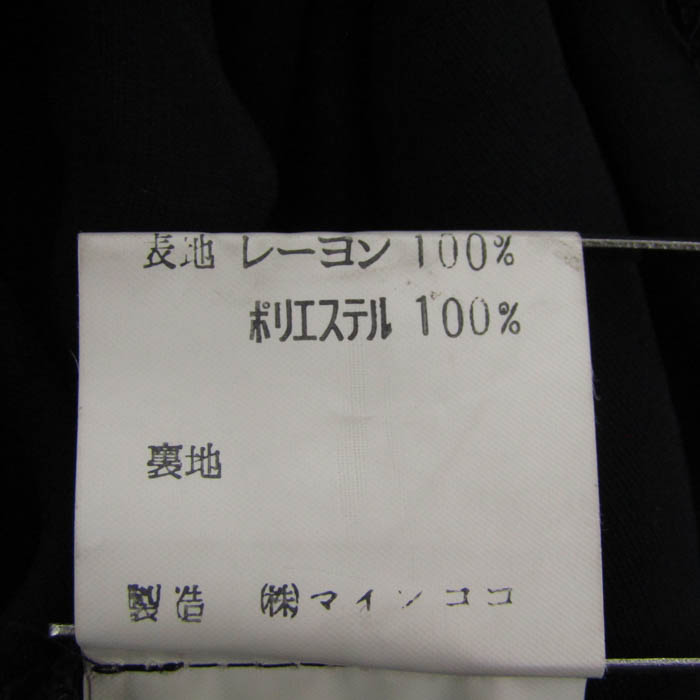 表地 レーヨン 100%
ポリエステル 100%
裏地
製造 ㈱マインココ